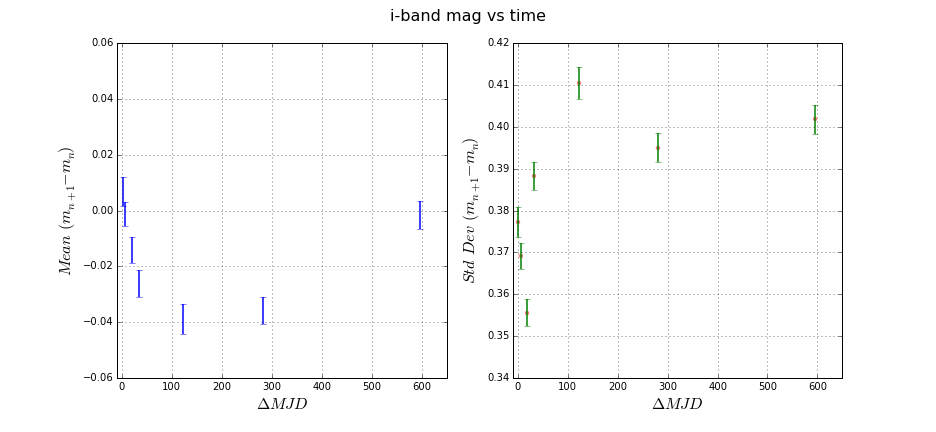 i-band mag vs time
Mean (m_{n+1}−m_n)
0.06
0.04
0.02
0.00
−0.02
−0.04
−0.06
0 100 200 300 400 500 600
ΔMJD
Std Dev (m_{n+1}−m_n)
0.42
0.41
0.40
0.39
0.38
0.37
0.36
0.35
0.34
0 100 200 300 400 500 600
ΔMJD